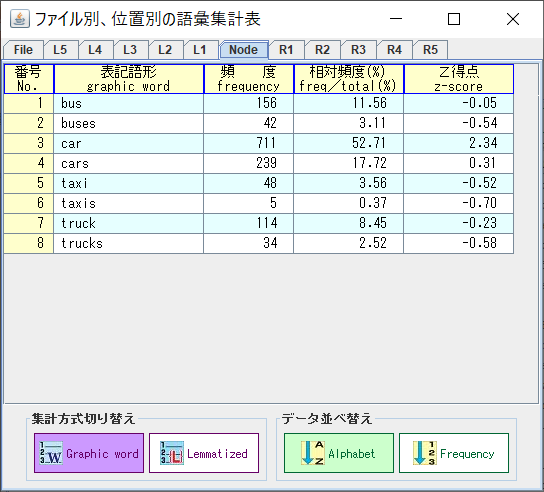 ファイル別、位置別の語彙集計表
File L5 L4 L3 L2 L1 Node R1 R2 R3 R4 R5
番号 表記語形 頻　度 相対頻度(%) Z得点
No. graphic word frequency freq／total(%) z-score
1 bus 156 11.56 -0.05
2 buses 42 3.11 -0.54
3 car 711 52.71 2.34
4 cars 239 17.72 0.31
5 taxi 48 3.56 -0.52
6 taxis 5 0.37 -0.70
7 truck 114 8.45 -0.23
8 trucks 34 2.52 -0.58
集計方式切り替え データ並べ替え
Graphic word Lemmatized Alphabet Frequency